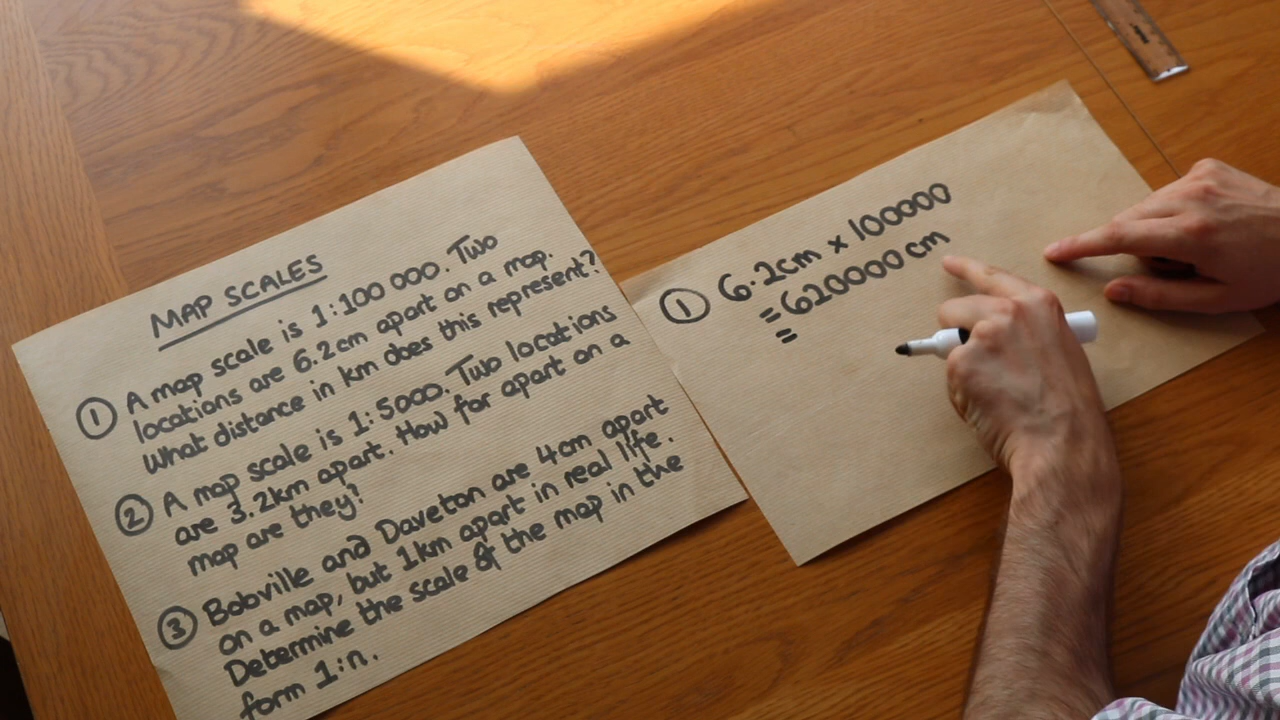 MAP SCALES
① A map scale is 1:100 000. Two
locations are 6.2cm apart on a map.
What distance in km does this represent?
② A map scale is 1:5000. Two locations
are 3.2km apart. How far apart on a
map are they?
③ Bobville and Daveton are 4cm apart
on a map, but 1km apart in real life.
Determine the scale of the map in the
form 1:n.
① 6.2cm × 100000
= 620000 cm
=